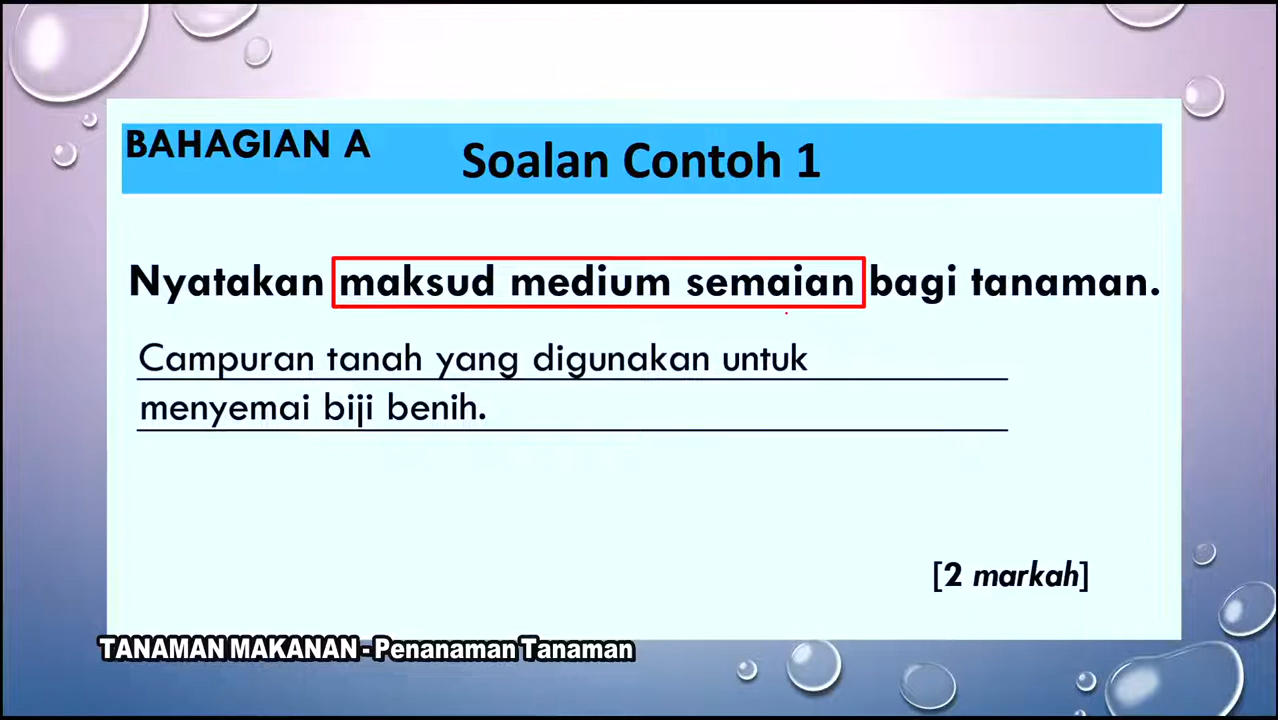 BAHAGIAN A
Soalan Contoh 1
Nyatakan maksud medium semaian bagi tanaman.
Campuran tanah yang digunakan untuk
menyemai biji benih.
[2 markah]
TANAMAN MAKANAN - Penanaman Tanaman